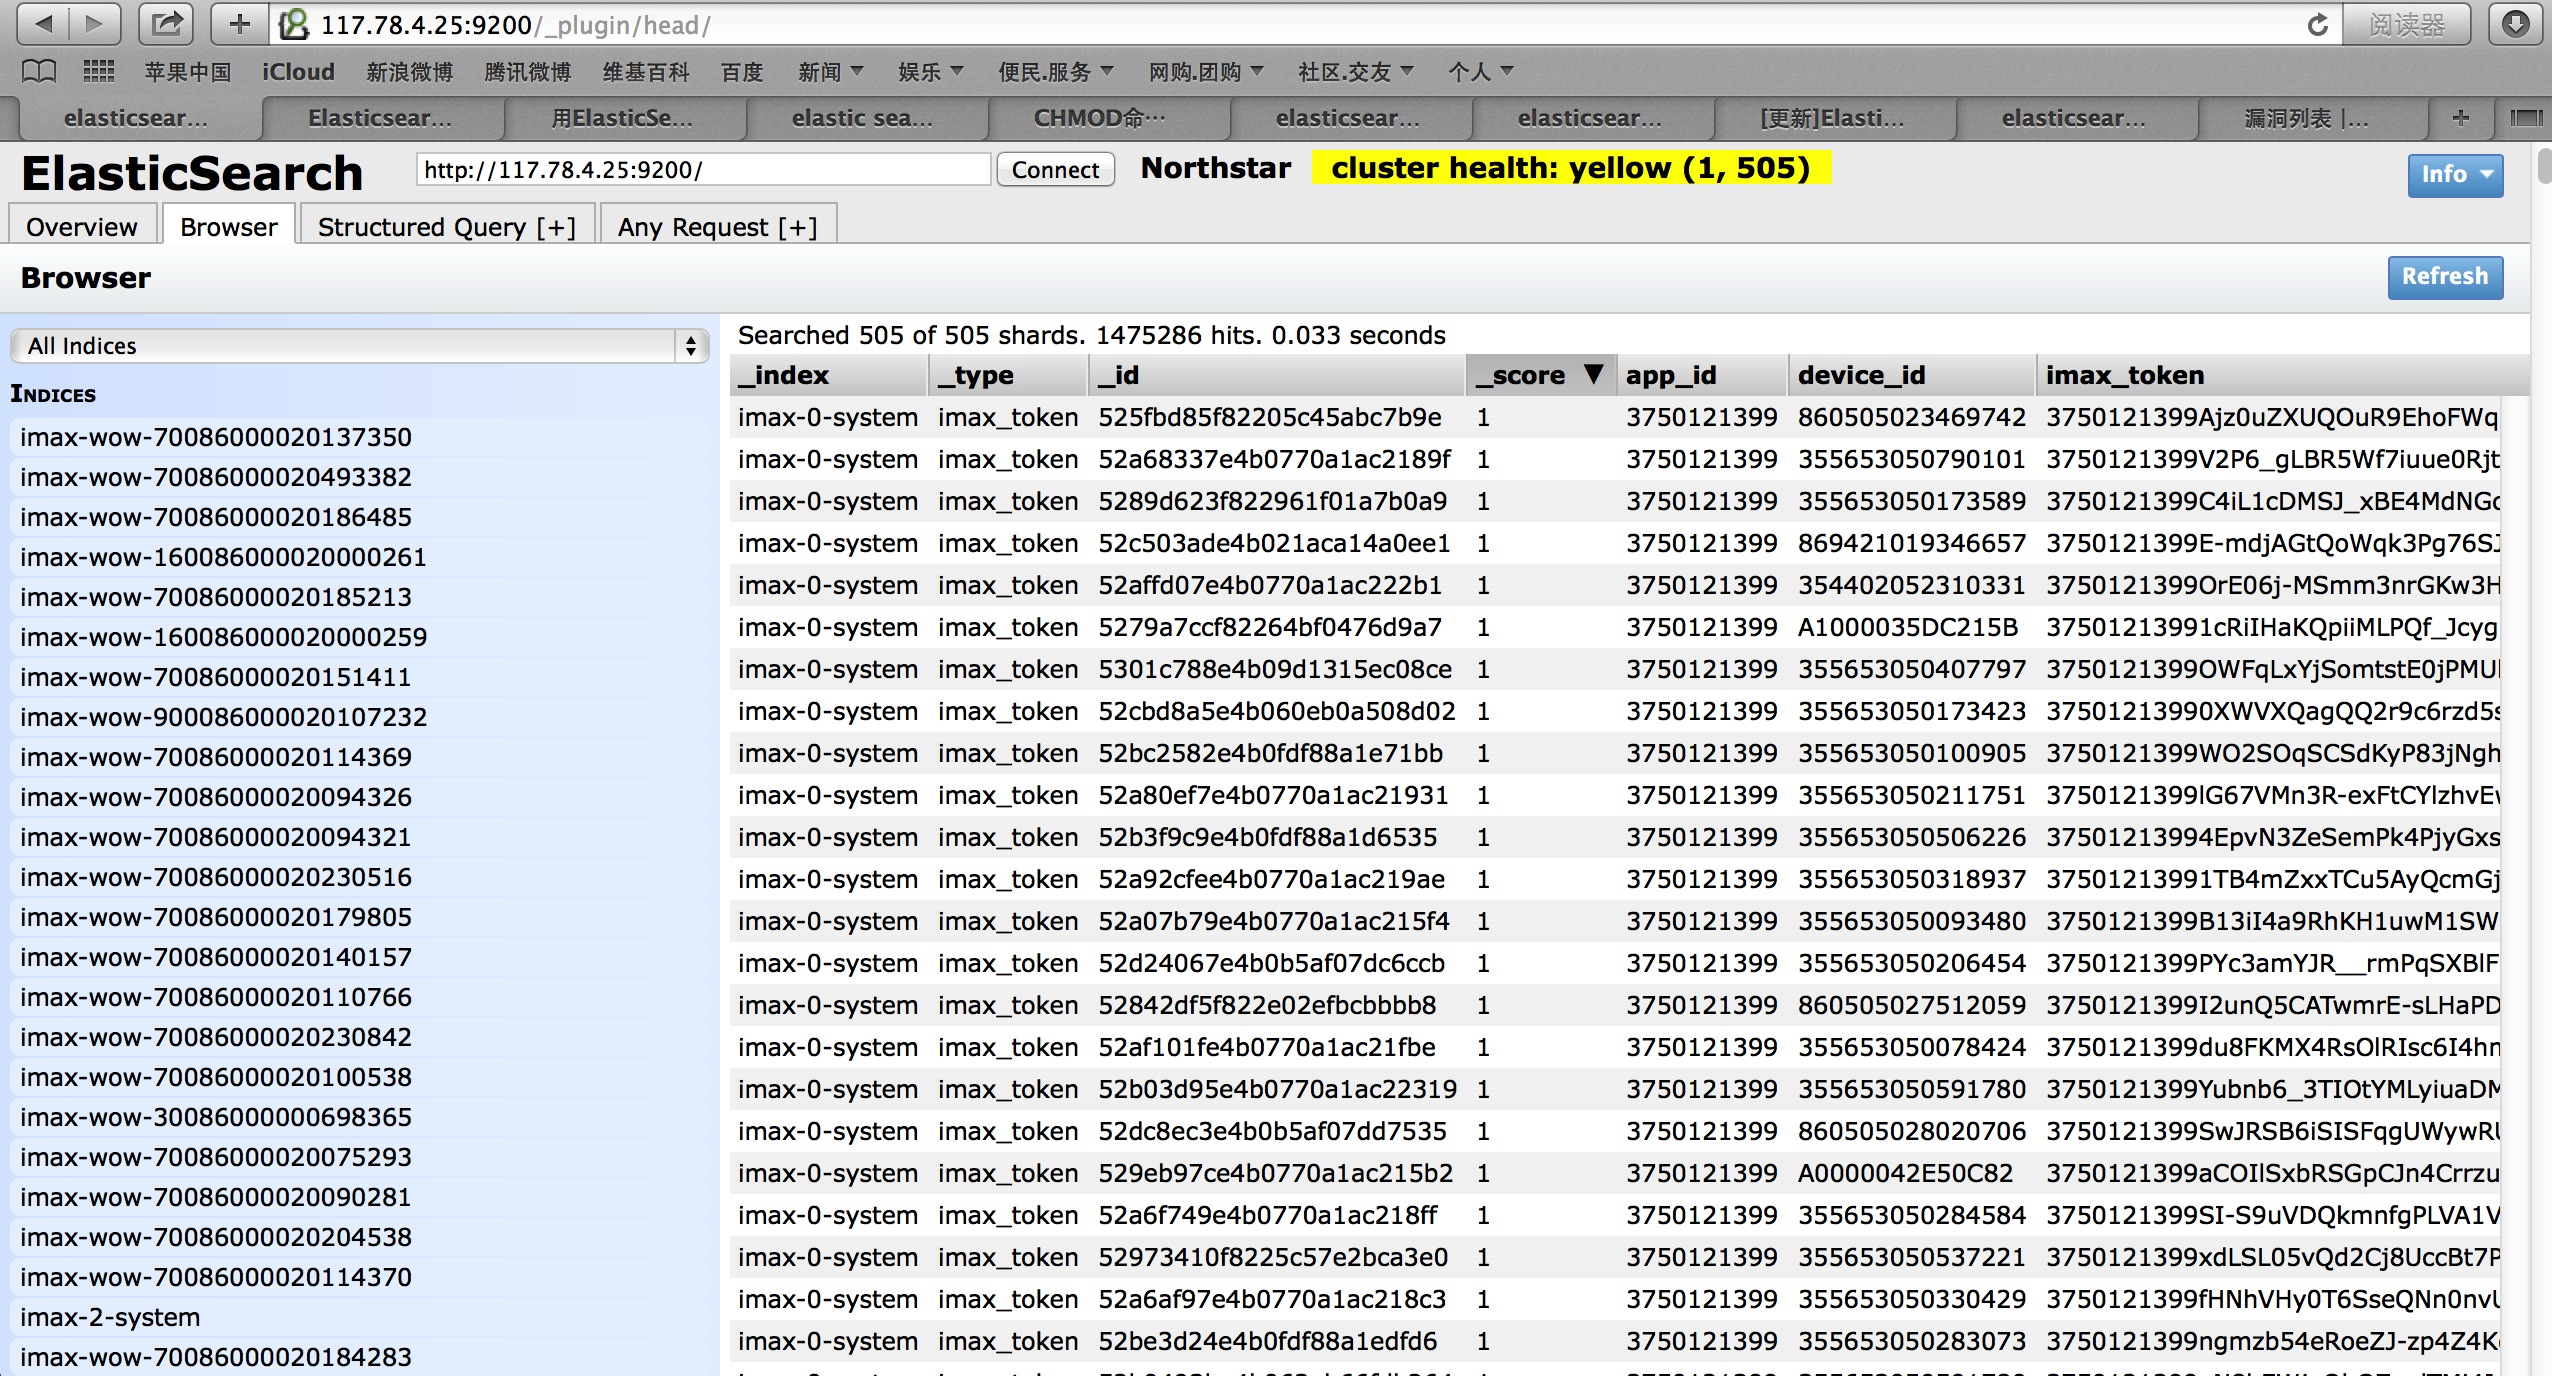 117.78.4.25:9200/_plugin/head/
阅读器
苹果中国 iCloud 新浪微博 腾讯微博 维基百科 百度 新闻 娱乐 便民.服务 网购.团购 社区.交友 个人
elasticsear... Elasticsear... 用ElasticSe... elastic sea... CHMOD命... elasticsear... elasticsear... [更新]Elasti... elasticsear... 漏洞列表 |...
ElasticSearch http://117.78.4.25:9200/ Connect Northstar cluster health: yellow (1, 505) Info
Overview Browser Structured Query [+] Any Request [+]
Browser Refresh
All Indices
Indices
imax-wow-70086000020137350
imax-wow-70086000020493382
imax-wow-70086000020186485
imax-wow-160086000020000261
imax-wow-70086000020185213
imax-wow-160086000020000259
imax-wow-70086000020151411
imax-wow-900086000020107232
imax-wow-70086000020114369
imax-wow-70086000020094326
imax-wow-70086000020094321
imax-wow-70086000020230516
imax-wow-70086000020179805
imax-wow-70086000020140157
imax-wow-70086000020110766
imax-wow-70086000020230842
imax-wow-70086000020100538
imax-wow-30086000000698365
imax-wow-70086000020075293
imax-wow-70086000020090281
imax-wow-70086000020204538
imax-wow-70086000020114370
imax-2-system
imax-wow-70086000020184283
Searched 505 of 505 shards. 1475286 hits. 0.033 seconds
_index _type _id _score ▼ app_id device_id imax_token
imax-0-system imax_token 525fbd85f82205c45abc7b9e 1 3750121399 860505023469742 3750121399Ajz0uZXUQOuR9EhoFWq
imax-0-system imax_token 52a68337e4b0770a1ac2189f 1 3750121399 355653050790101 3750121399V2P6_gLBR5Wf7iuue0Rjt
imax-0-system imax_token 5289d623f822961f01a7b0a9 1 3750121399 355653050173589 3750121399C4iL1cDMSJ_xBE4MdNGc
imax-0-system imax_token 52c503ade4b021aca14a0ee1 1 3750121399 869421019346657 3750121399E-mdjAGtQoWqk3Pg76SJ
imax-0-system imax_token 52affd07e4b0770a1ac222b1 1 3750121399 354402052310331 3750121399OrE06j-MSmm3nrGKw3H
imax-0-system imax_token 5279a7ccf82264bf0476d9a7 1 3750121399 A1000035DC215B 37501213991cRiIHaKQpiiMLPQf_Jcyg
imax-0-system imax_token 5301c788e4b09d1315ec08ce 1 3750121399 355653050407797 3750121399OWFqLxYjSomtstE0jPMU
imax-0-system imax_token 52cbd8a5e4b060eb0a508d02 1 3750121399 355653050173423 37501213990XWVXQagQQ2r9c6rzd5s
imax-0-system imax_token 52bc2582e4b0fdf88a1e71bb 1 3750121399 355653050100905 3750121399WO2SOqSCSdKyP83jNgh
imax-0-system imax_token 52a80ef7e4b0770a1ac21931 1 3750121399 355653050211751 3750121399lG67VMn3R-exFtCYlzhvE
imax-0-system imax_token 52b3f9c9e4b0fdf88a1d6535 1 3750121399 355653050506226 37501213994EpvN3ZeSemPk4PjyGxs
imax-0-system imax_token 52a92cfee4b0770a1ac219ae 1 3750121399 355653050318937 37501213991TB4mZxxTCu5AyQcmGj
imax-0-system imax_token 52a07b79e4b0770a1ac215f4 1 3750121399 355653050093480 3750121399B13iI4a9RhKH1uwM1SW
imax-0-system imax_token 52d24067e4b0b5af07dc6ccb 1 3750121399 355653050206454 3750121399PYc3amYJR__rmPqSXBlF
imax-0-system imax_token 52842df5f822e02efbcbbbb8 1 3750121399 860505027512059 3750121399I2unQ5CATwmrE-sLHaPD
imax-0-system imax_token 52af101fe4b0770a1ac21fbe 1 3750121399 355653050078424 3750121399du8FKMX4RsOlRIsc6I4h
imax-0-system imax_token 52b03d95e4b0770a1ac22319 1 3750121399 355653050591780 3750121399Yubnb6_3TIOtYMLyiuaDM
imax-0-system imax_token 52dc8ec3e4b0b5af07dd7535 1 3750121399 860505028020706 3750121399SwJRSB6iSISFqgUWywR
imax-0-system imax_token 529eb97ce4b0770a1ac215b2 1 3750121399 A0000042E50C82 3750121399aCOIlSxbRSGpCJn4Crrzu
imax-0-system imax_token 52a6f749e4b0770a1ac218ff 1 3750121399 355653050284584 3750121399SI-S9uVDQkmnfgPLVA1V
imax-0-system imax_token 52973410f8225c57e2bca3e0 1 3750121399 355653050537221 3750121399xdLSL05vQd2Cj8UccBt7P
imax-0-system imax_token 52a6af97e4b0770a1ac218c3 1 3750121399 355653050330429 3750121399fHNhVHy0T6SseQNn0nv
imax-0-system imax_token 52be3d24e4b0fdf88a1edfd6 1 3750121399 355653050283073 3750121399ngmzb54eRoeZJ-zp4Z4K